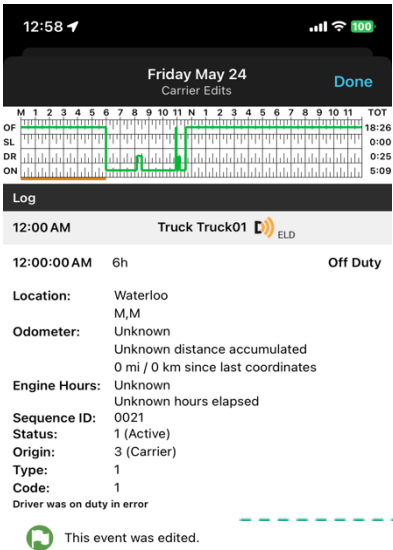 12:58
100
Friday May 24
Carrier Edits
Done
M 1 2 3 4 5 6 7 8 9 10 11 N 1 2 3 4 5 6 7 8 9 10 11 TOT
OF 18:26
SL 0:00
DR 0:25
ON 5:09
Log
12:00 AM Truck Truck01 ELD
12:00:00 AM 6h Off Duty
Location: Waterloo
M,M
Odometer: Unknown
Unknown distance accumulated
0 mi / 0 km since last coordinates
Engine Hours: Unknown
Unknown hours elapsed
Sequence ID: 0021
Status: 1 (Active)
Origin: 3 (Carrier)
Type: 1
Code: 1
Driver was on duty in error
This event was edited.